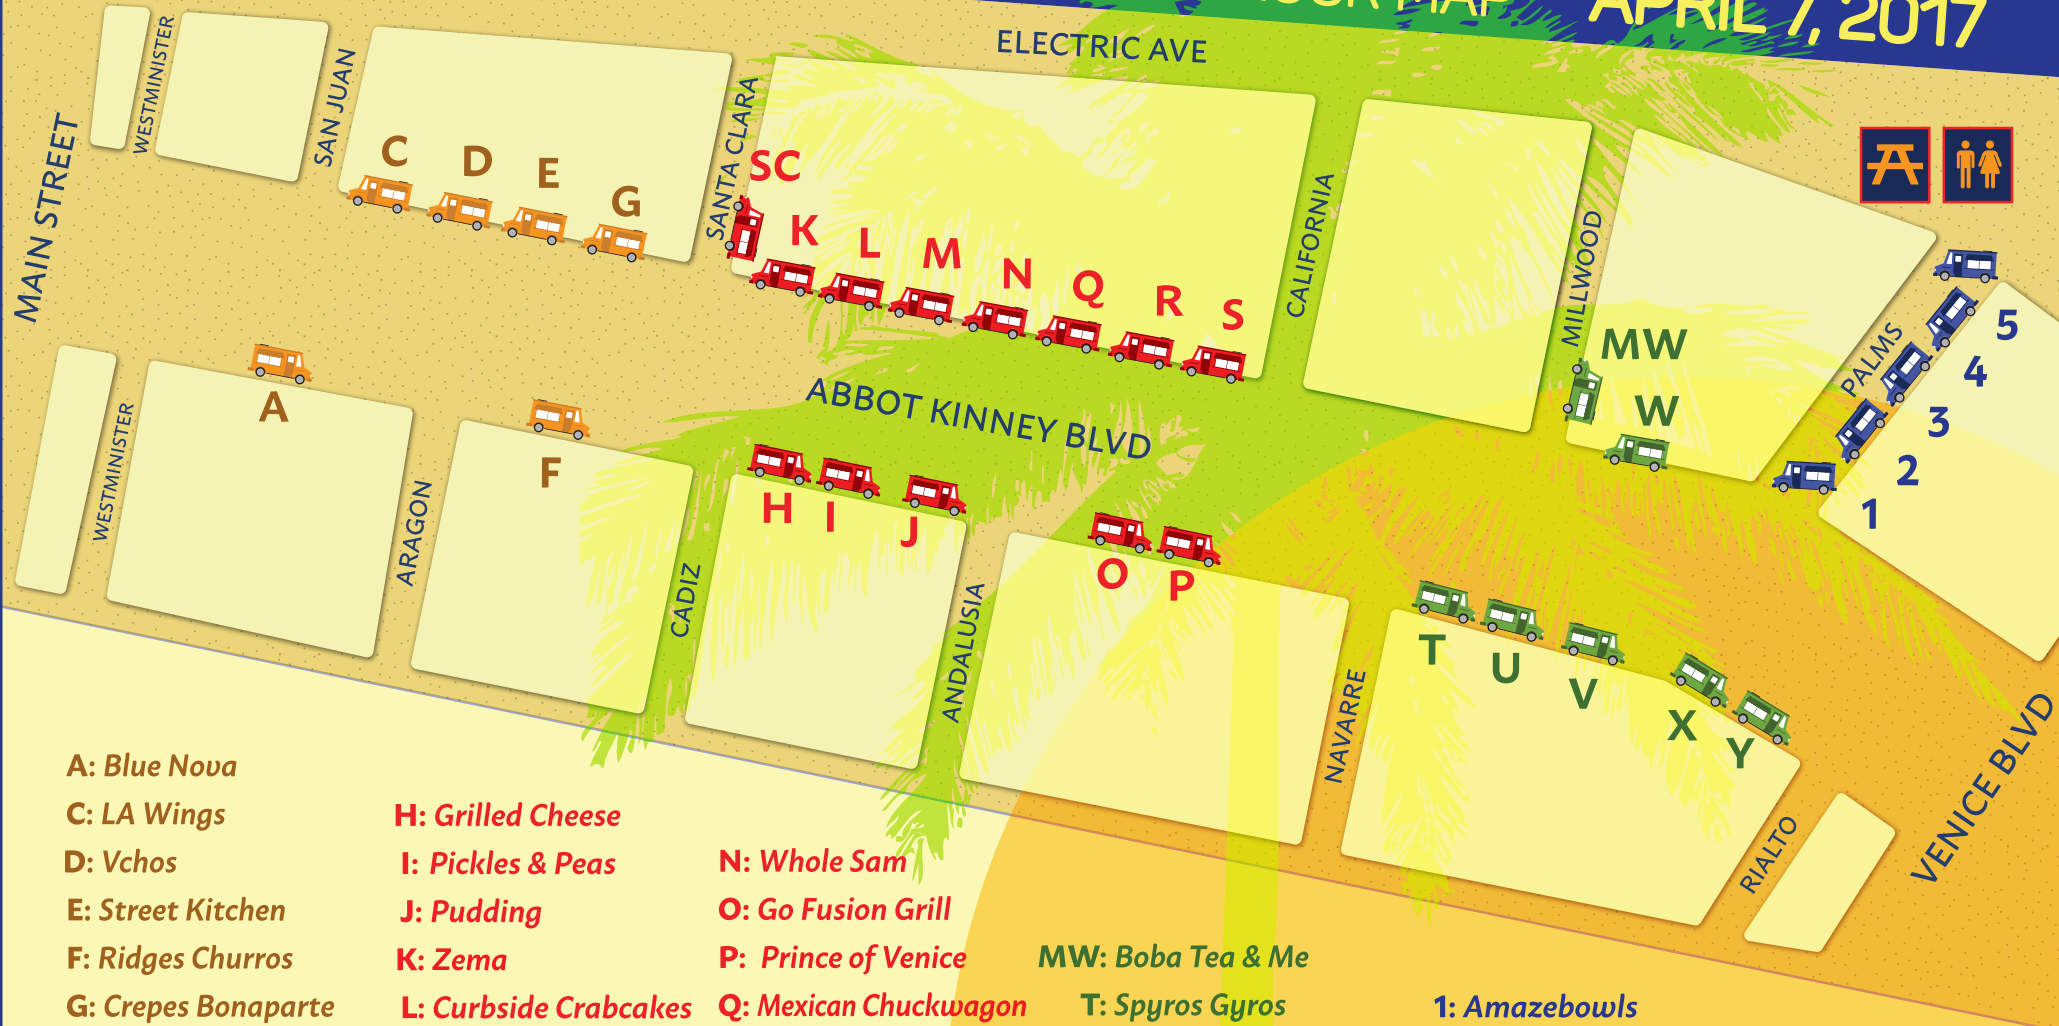 APRIL 7, 2017
ELECTRIC AVE
WESTMINISTER
SAN JUAN
SANTA CLARA
MAIN STREET
CALIFORNIA
MILLWOOD
PALMS
C
D
E
G
SC
K
L
M
N
Q
R
S
MW
W
5
4
3
2
1
A
F
ABBOT KINNEY BLVD
H
I
J
O
P
T
U
V
X
Y
WESTMINISTER
ARAGON
CADIZ
ANDALUSIA
NAVARRE
RIALTO
VENICE BLVD
A: Blue Nova
C: LA Wings
D: Vchos
E: Street Kitchen
F: Ridges Churros
G: Crepes Bonaparte
H: Grilled Cheese
I: Pickles & Peas
J: Pudding
K: Zema
L: Curbside Crabcakes
N: Whole Sam
O: Go Fusion Grill
P: Prince of Venice
Q: Mexican Chuckwagon
MW: Boba Tea & Me
T: Spyros Gyros
1: Amazebowls